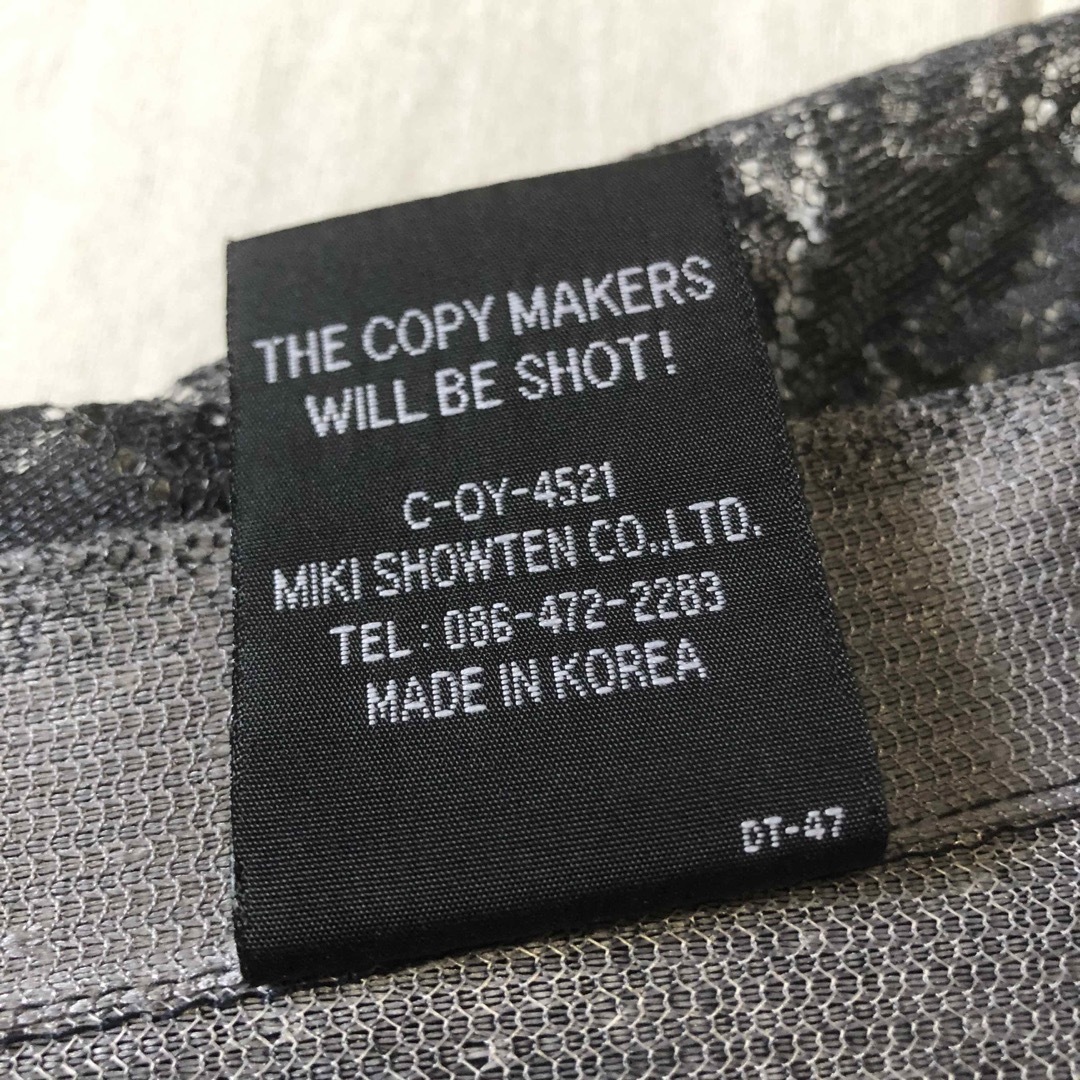 THE COPY MAKERS
WILL BE SHOT!
C-OY-4521
MIKI SHOWTEN CO.,LTD.
TEL : 086-472-2283
MADE IN KOREA
DT-47